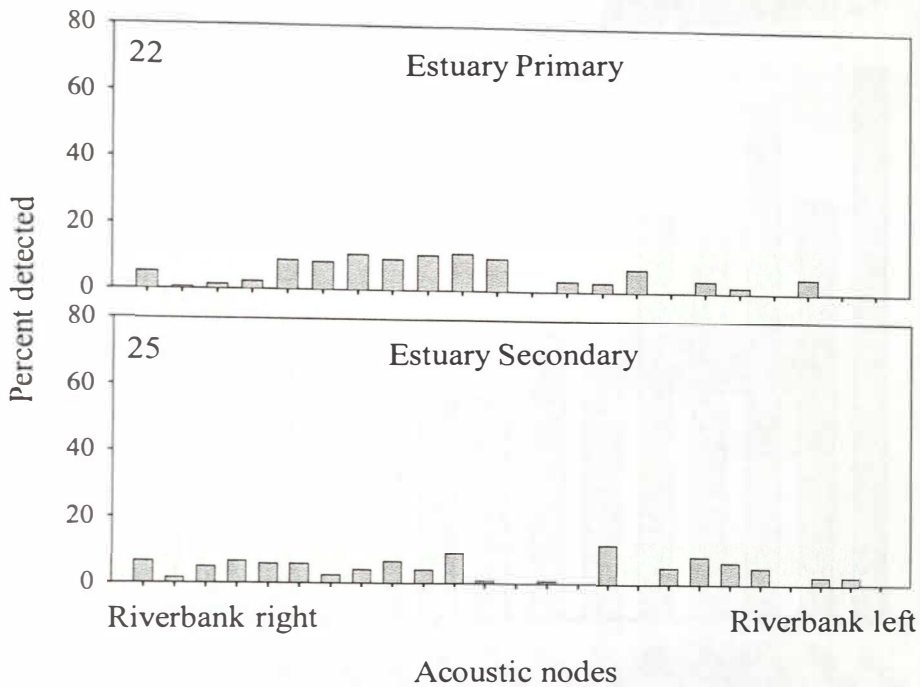 80
22
Estuary Primary
60
40
20
0
80
25
Estuary Secondary
60
40
20
0
Percent detected
Riverbank right
Riverbank left
Acoustic nodes